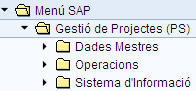 Menú SAP
Gestió de Projectes (PS)
Dades Mestres
Operacions
Sistema d'Informació